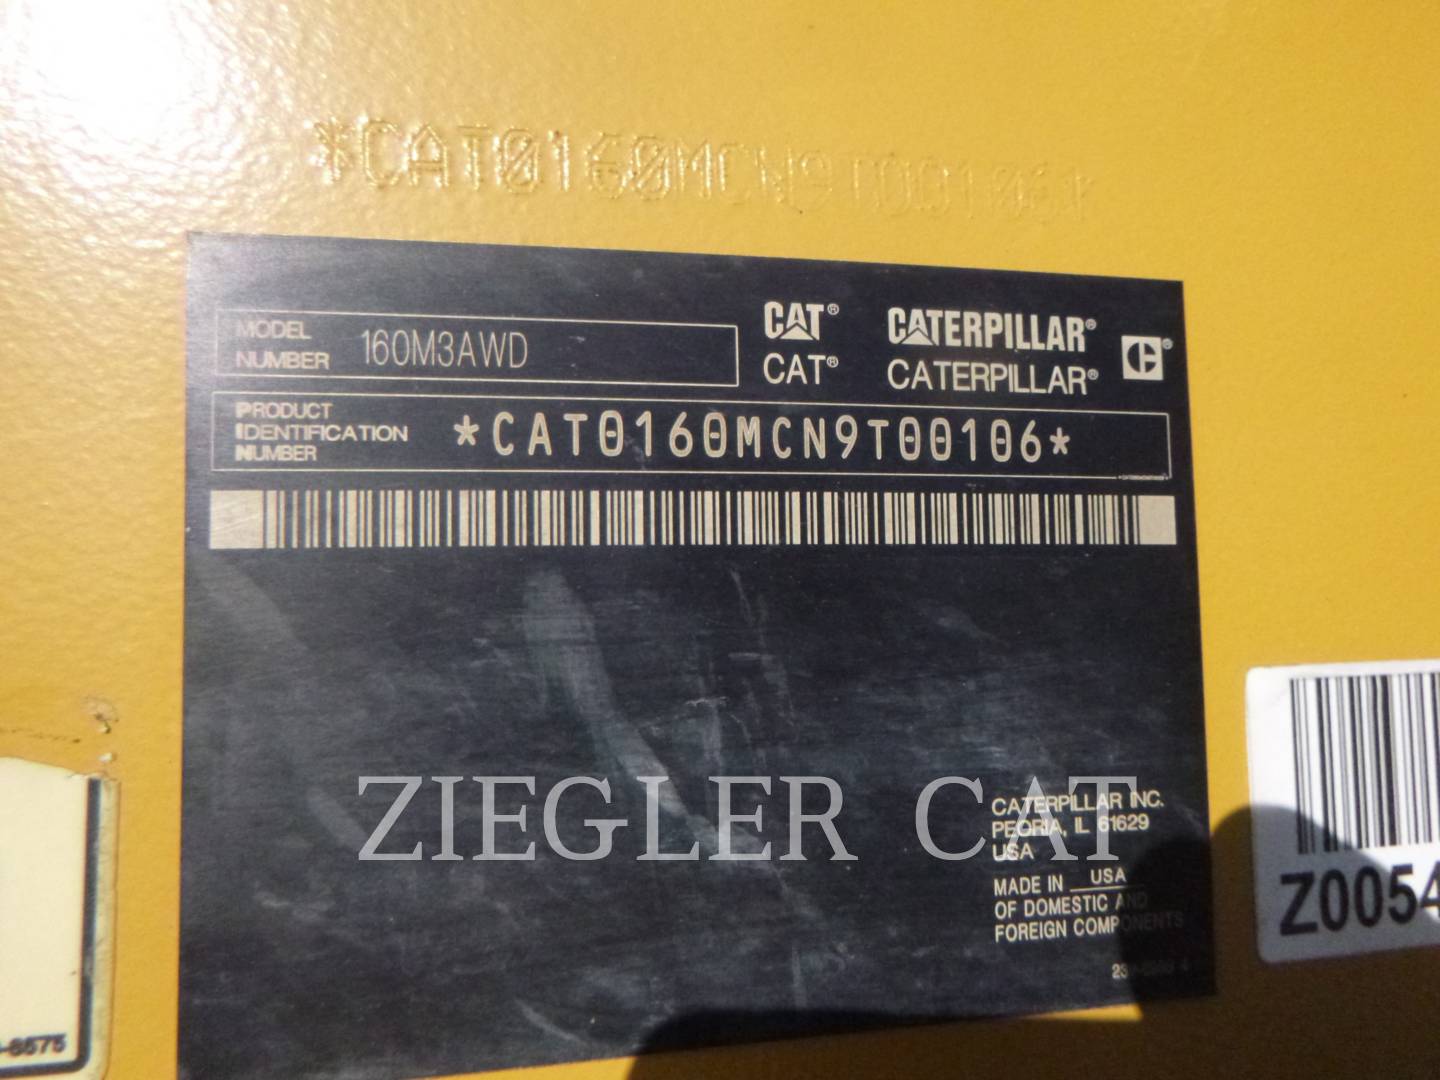 *CAT0160MCN9T00106*
MODEL NUMBER 160M3AWD
CAT® CATERPILLAR®
CAT® CATERPILLAR®
PRODUCT IDENTIFICATION NUMBER *CAT0160MCN9T00106*
ZIEGLER CAT
CATERPILLAR INC.
PEORIA, IL 61629
USA
MADE IN USA
OF DOMESTIC AND
FOREIGN COMPONENTS
Z0054
-8575